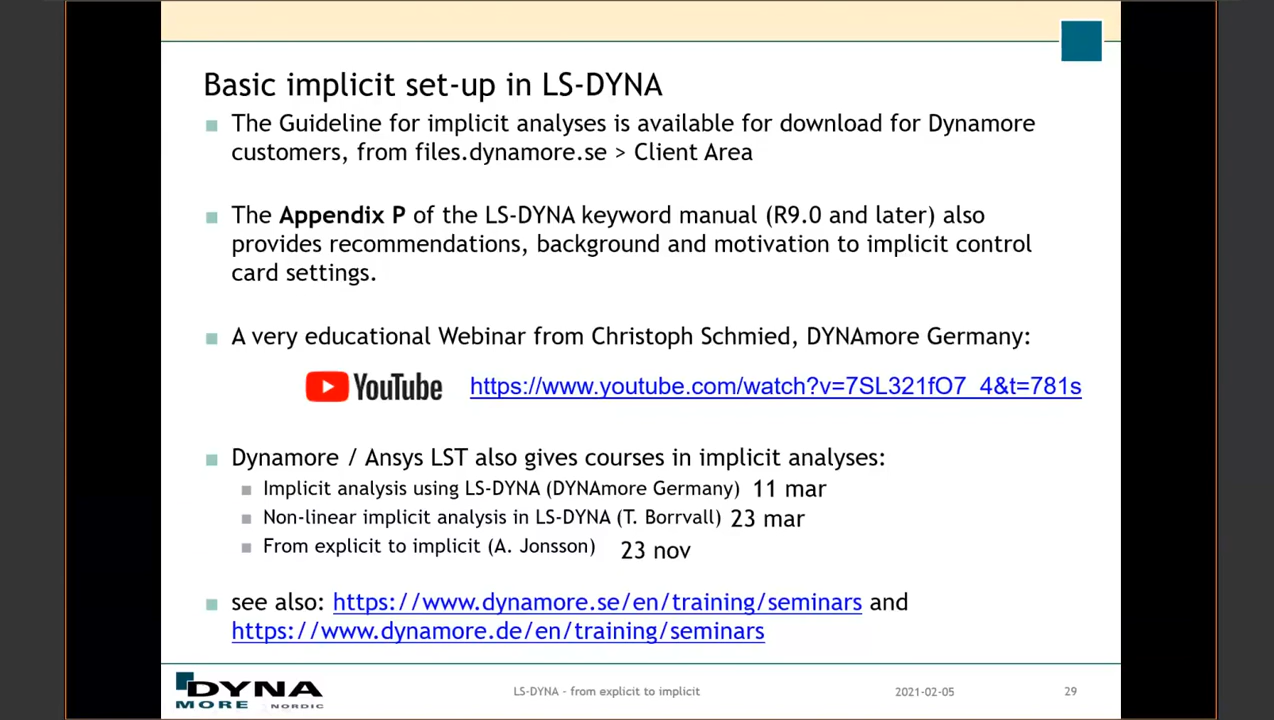 Basic implicit set-up in LS-DYNA
The Guideline for implicit analyses is available for download for Dynamore
customers, from files.dynamore.se > Client Area
The Appendix P of the LS-DYNA keyword manual (R9.0 and later) also
provides recommendations, background and motivation to implicit control
card settings.
A very educational Webinar from Christoph Schmied, DYNAmore Germany:
YouTube https://www.youtube.com/watch?v=7SL321fO7_4&t=781s
Dynamore / Ansys LST also gives courses in implicit analyses:
Implicit analysis using LS-DYNA (DYNAmore Germany) 11 mar
Non-linear implicit analysis in LS-DYNA (T. Borrvall) 23 mar
From explicit to implicit (A. Jonsson) 23 nov
see also: https://www.dynamore.se/en/training/seminars and
https://www.dynamore.de/en/training/seminars
DYNA
MORE NORDIC
LS-DYNA - from explicit to implicit
2021-02-05
29